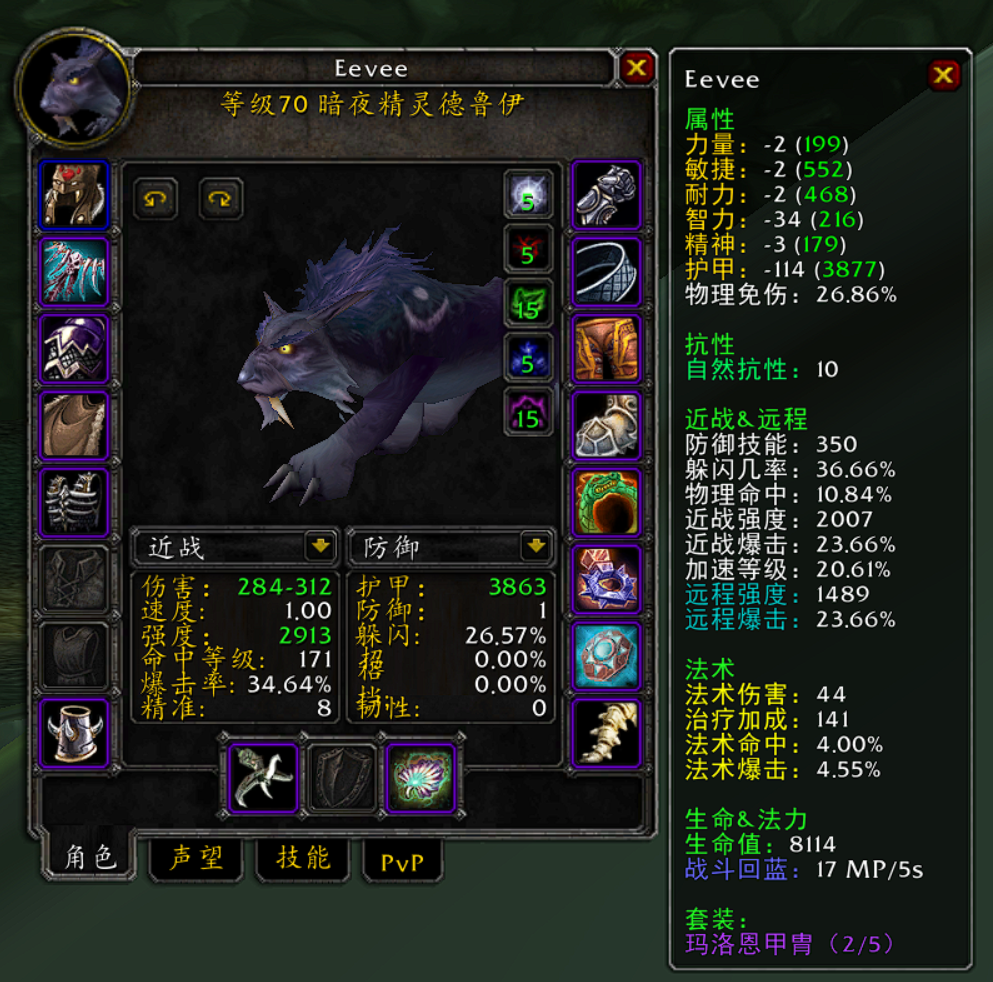 Eevee
等级70 暗夜精灵德鲁伊
5
5
15
5
15
近战
防御
伤害: 284-312
速度: 1.00
强度: 2913
命中等级: 171
爆击率: 34.64%
精准: 8
护甲: 3863
防御: 1
躲闪: 26.57%
招 0.00%
0.00%
韧性: 0
角色
声望
技能
PvP
Eevee
属性
力量: -2 (199)
敏捷: -2 (552)
耐力: -2 (468)
智力: -34 (216)
精神: -3 (179)
护甲: -114 (3877)
物理免伤: 26.86%
抗性
自然抗性: 10
近战&远程
防御技能: 350
躲闪几率: 36.66%
物理命中: 10.84%
近战强度: 2007
近战爆击: 23.66%
加速等级: 20.61%
远程强度: 1489
远程爆击: 23.66%
法术
法术伤害: 44
治疗加成: 141
法术命中: 4.00%
法术爆击: 4.55%
生命&法力
生命值: 8114
战斗回蓝: 17 MP/5s
套装:
玛洛恩甲胄（2/5）